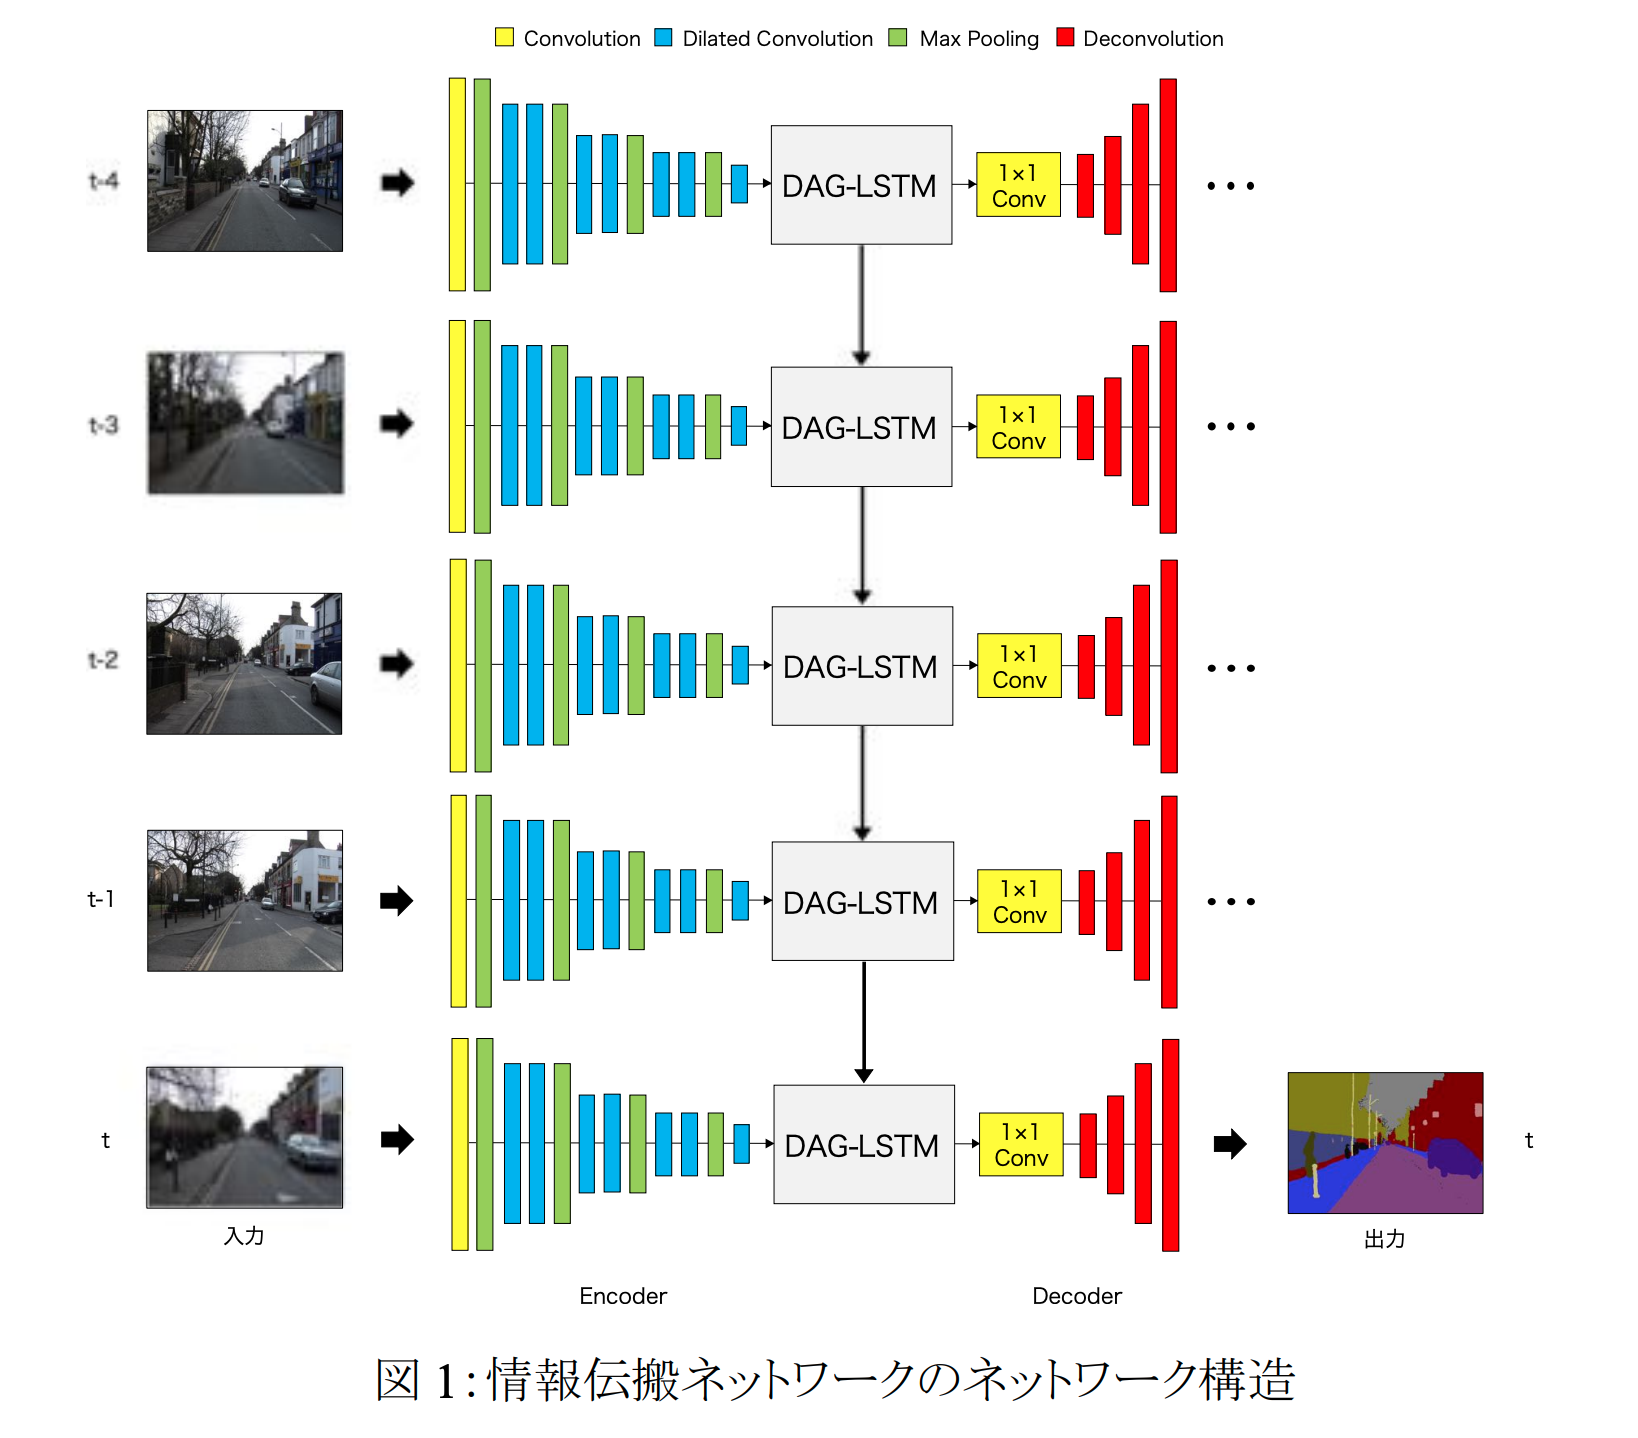 Convolution Dilated Convolution Max Pooling Deconvolution
t-4
DAG-LSTM
1×1
Conv
...
t-3
DAG-LSTM
1×1
Conv
...
t-2
DAG-LSTM
1×1
Conv
...
t-1
DAG-LSTM
1×1
Conv
...
t
DAG-LSTM
1×1
Conv
t
入力
出力
Encoder
Decoder
図 1：情報伝搬ネットワークのネットワーク構造